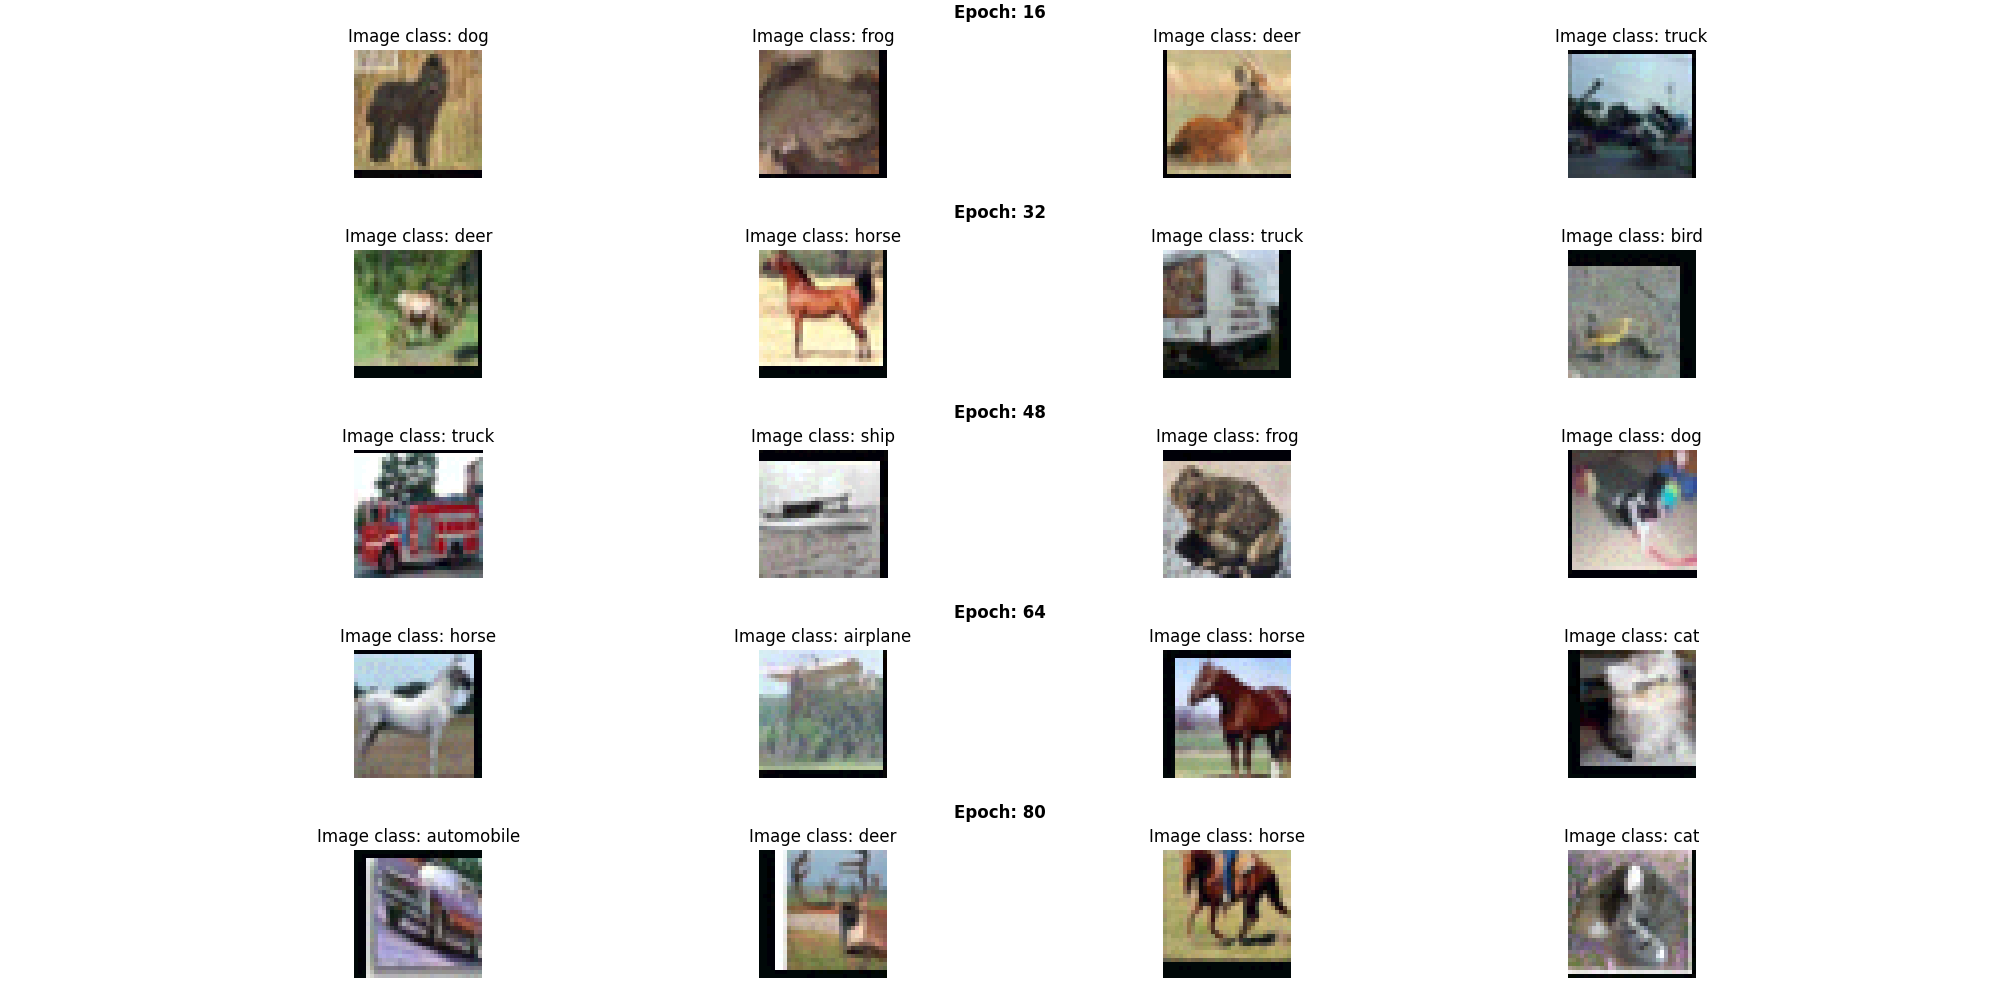 Epoch: 16
Image class: dog
Image class: frog
Image class: deer
Image class: truck
Epoch: 32
Image class: deer
Image class: horse
Image class: truck
Image class: bird
Epoch: 48
Image class: truck
Image class: ship
Image class: frog
Image class: dog
Epoch: 64
Image class: horse
Image class: airplane
Image class: horse
Image class: cat
Epoch: 80
Image class: automobile
Image class: deer
Image class: horse
Image class: cat